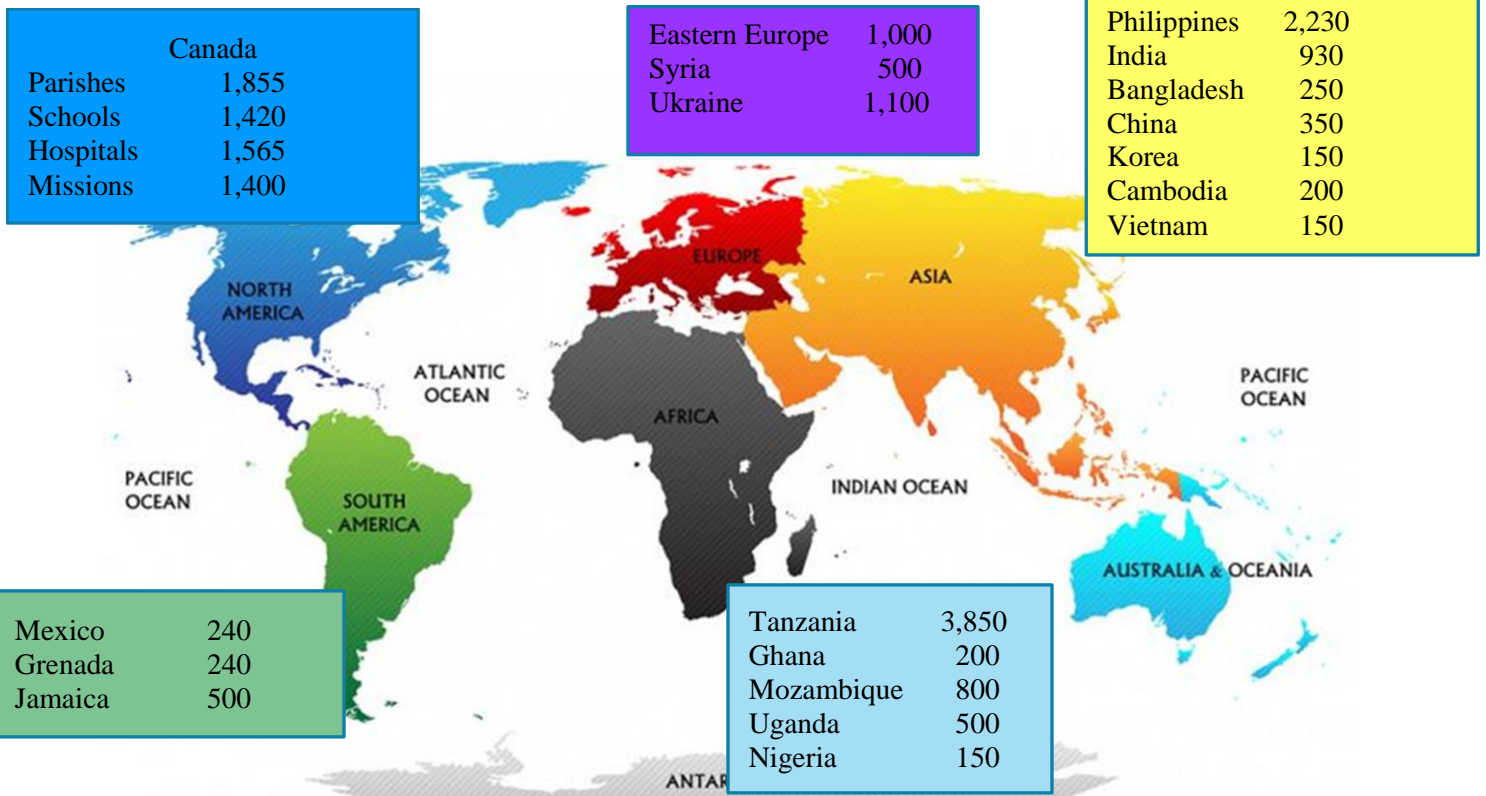 Canada
Parishes 1,855
Schools 1,420
Hospitals 1,565
Missions 1,400
Eastern Europe 1,000
Syria 500
Ukraine 1,100
Philippines 2,230
India 930
Bangladesh 250
China 350
Korea 150
Cambodia 200
Vietnam 150
NORTH
AMERICA
EUROPE
ASIA
ATLANTIC
OCEAN
AFRICA
PACIFIC
OCEAN
PACIFIC
OCEAN
SOUTH
AMERICA
INDIAN OCEAN
AUSTRALIA & OCEANIA
Mexico 240
Grenada 240
Jamaica 500
Tanzania 3,850
Ghana 200
Mozambique 800
Uganda 500
Nigeria 150
ANTAR